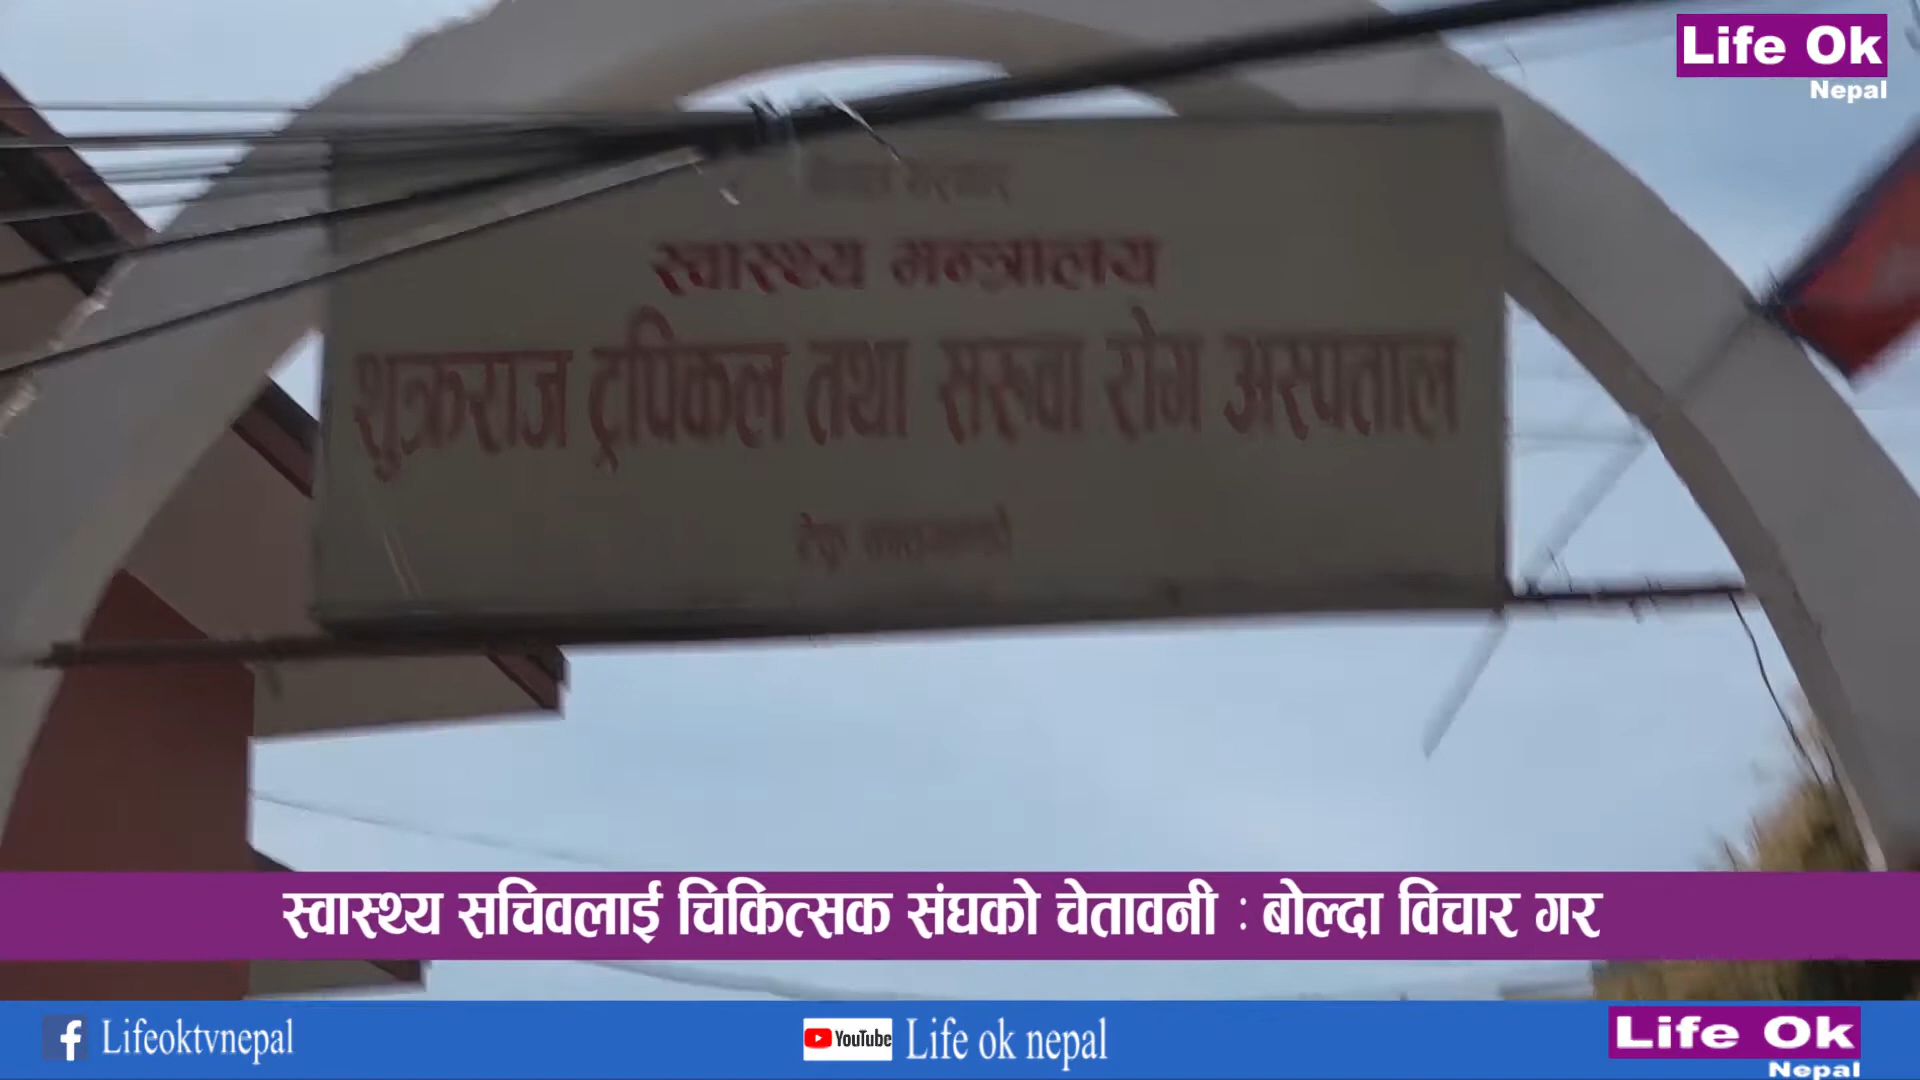 Life Ok
Nepal
स्वास्थ्य मन्त्रालय
शुक्रराज ट्रपिकल तथा सरूवा रोग अस्पताल
स्वास्थ्य सचिवलाई चिकित्सक संघको चेतावनी : बोल्दा विचार गर
Lifeoktvnepal
YouTube Life ok nepal
Life Ok
Nepal